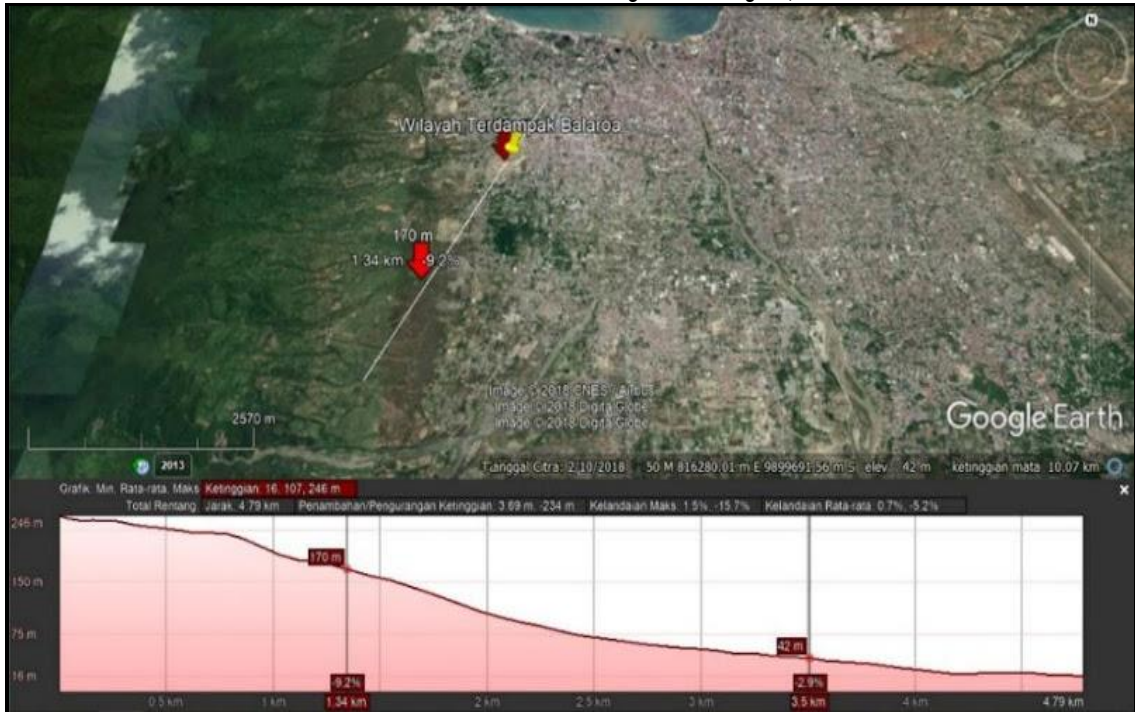 N
Wilayah Terdampak Balaroa
170 m
1.34 km -9.2%
Image © 2018 CNES / Airbus
Image © 2018 DigitalGlobe
Image © 2018 DigitalGlobe
Google Earth
2570 m
2013
Tanggal Citra: 2/10/2018 50 M 816280.01 m E 9899691.56 m S elev 42 m ketinggian mata 10.07 km
Grafik: Min, Rata-rata, Maks Ketinggian: 16, 107, 246 m
Total Rentang: Jarak: 4.79 km Penambahan/Pengurangan Ketinggian: 3.69 m, -234 m Kelandaian Maks: 1.5%, -15.7% Kelandaian Rata-rata: 0.7%, -5.2%
246 m
170 m
150 m
75 m
42 m
16 m
-9.2% -2.9%
0.5 km 1 km 1.34 km 2 km 2.5 km 3 km 3.5 km 4 km 4.79 km